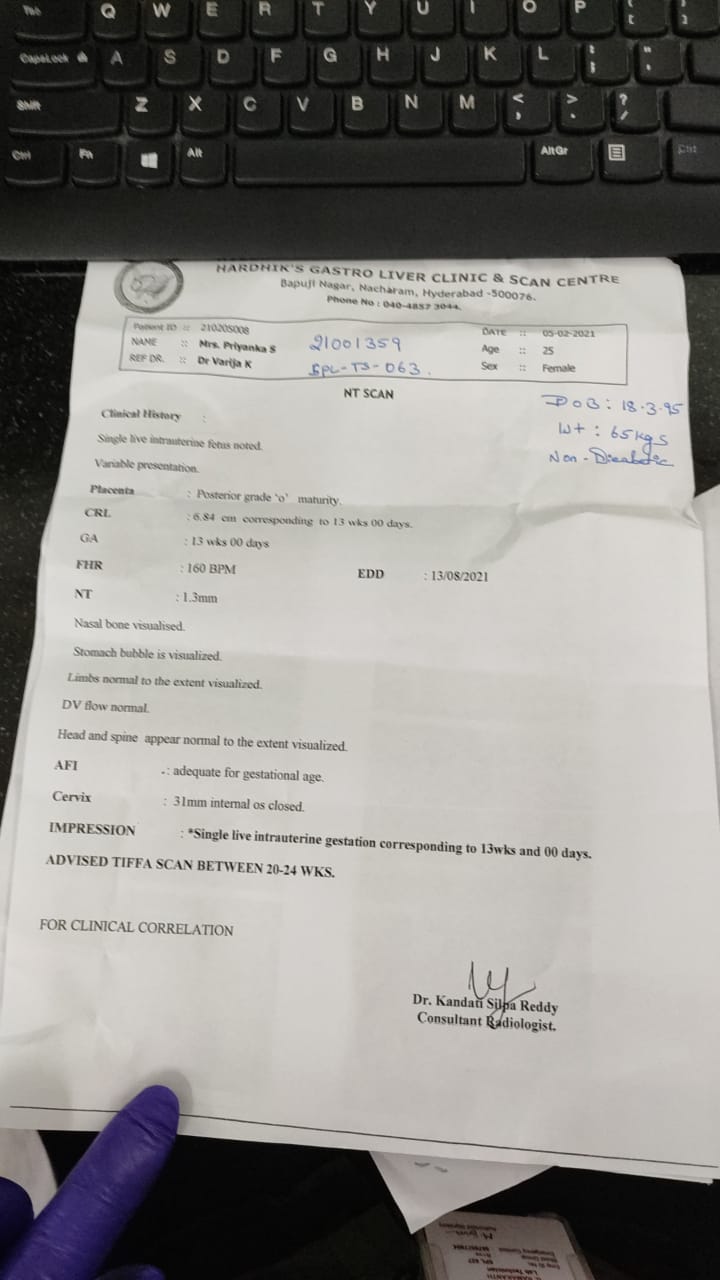 Tab Q W E R T Y U I O P { [ } ]
CapsLock A S D F G H J K L : ; " '
Shift Z X C V B N M < , > . ? /
Ctrl Fn Alt AltGr Ctrl
HARDHIK'S GASTRO LIVER CLINIC & SCAN CENTRE
Bapuji Nagar, Nacharam, Hyderabad -500076.
Phone No : 040-4857 3044.
Patient ID :: 210205008
NAME :: Mrs. Priyanka S
REF DR. :: Dr Varija K
21001359
SPL-TS-063.
DATE :: 05-02-2021
Age :: 25
Sex :: Female
NT SCAN
DOB : 18.3.95
Wt : 65kgs
Non-Dieabetic
Clinical History :
Single live intrauterine fetus noted.
Variable presentation.
Placenta : Posterior grade 'o' maturity.
CRL : 6.84 cm corresponding to 13 wks 00 days.
GA : 13 wks 00 days
FHR : 160 BPM EDD : 13/08/2021
NT : 1.3mm
Nasal bone visualised.
Stomach bubble is visualized.
Limbs normal to the extent visualized.
DV flow normal.
Head and spine appear normal to the extent visualized.
AFI .: adequate for gestational age.
Cervix : 31mm internal os closed.
IMPRESSION : *Single live intrauterine gestation corresponding to 13wks and 00 days.
ADVISED TIFFA SCAN BETWEEN 20-24 WKS.
FOR CLINICAL CORRELATION
Dr. Kandati Silpa Reddy
Consultant Radiologist.